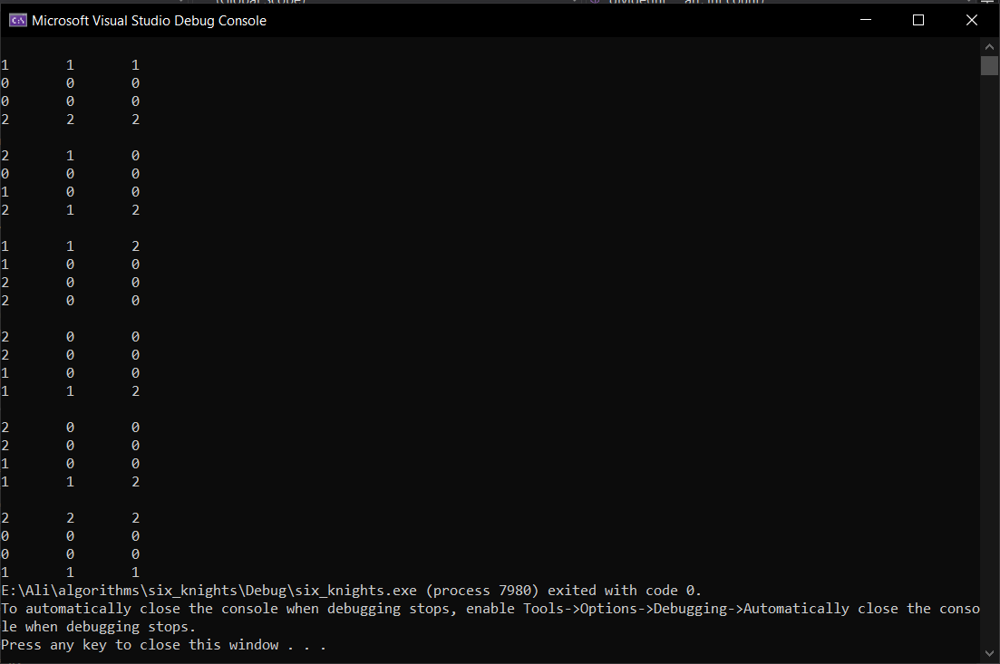 Microsoft Visual Studio Debug Console
1 1 1
0 0 0
0 0 0
2 2 2
2 1 0
0 0 0
1 0 0
2 1 2
1 1 2
1 0 0
2 0 0
2 0 0
2 0 0
2 0 0
1 0 0
1 1 2
2 0 0
2 0 0
1 0 0
1 1 2
2 2 2
0 0 0
0 0 0
1 1 1
E:\Ali\algorithms\six_knights\Debug\six_knights.exe (process 7980) exited with code 0.
To automatically close the console when debugging stops, enable Tools->Options->Debugging->Automatically close the conso
le when debugging stops.
Press any key to close this window . . .